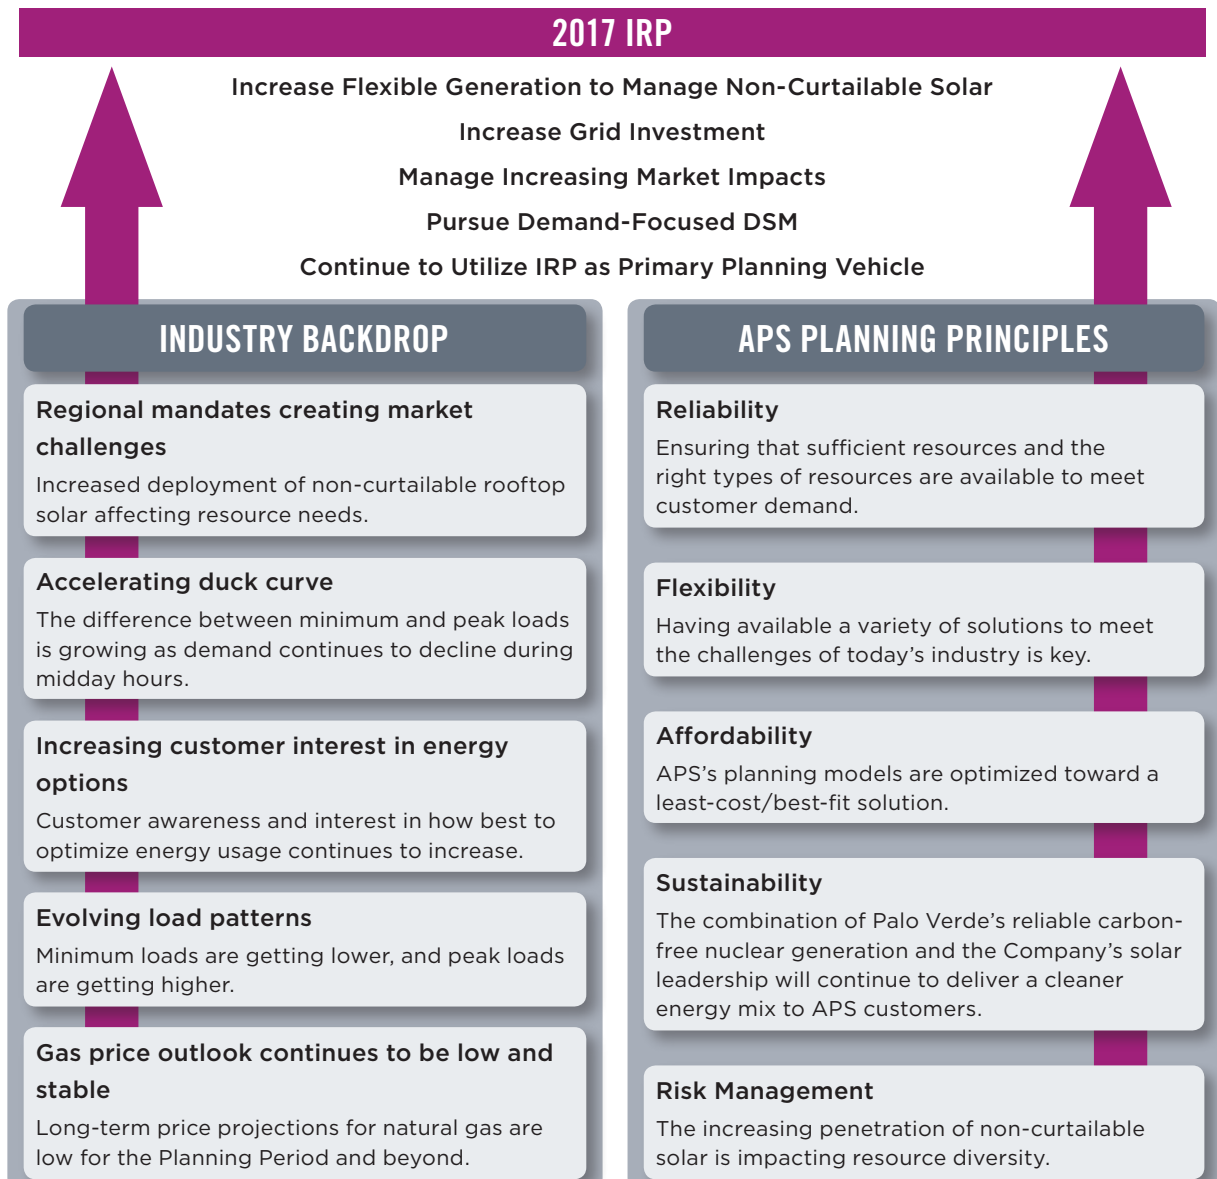 2017 IRP
Increase Flexible Generation to Manage Non-Curtailable Solar
Increase Grid Investment
Manage Increasing Market Impacts
Pursue Demand-Focused DSM
Continue to Utilize IRP as Primary Planning Vehicle
INDUSTRY BACKDROP
Regional mandates creating market
challenges
Increased deployment of non-curtailable rooftop
solar affecting resource needs.
Accelerating duck curve
The difference between minimum and peak loads
is growing as demand continues to decline during
midday hours.
Increasing customer interest in energy
options
Customer awareness and interest in how best to
optimize energy usage continues to increase.
Evolving load patterns
Minimum loads are getting lower, and peak loads
are getting higher.
Gas price outlook continues to be low and
stable
Long-term price projections for natural gas are
low for the Planning Period and beyond.
APS PLANNING PRINCIPLES
Reliability
Ensuring that sufficient resources and the
right types of resources are available to meet
customer demand.
Flexibility
Having available a variety of solutions to meet
the challenges of today's industry is key.
Affordability
APS's planning models are optimized toward a
least-cost/best-fit solution.
Sustainability
The combination of Palo Verde's reliable carbon-
free nuclear generation and the Company's solar
leadership will continue to deliver a cleaner
energy mix to APS customers.
Risk Management
The increasing penetration of non-curtailable
solar is impacting resource diversity.